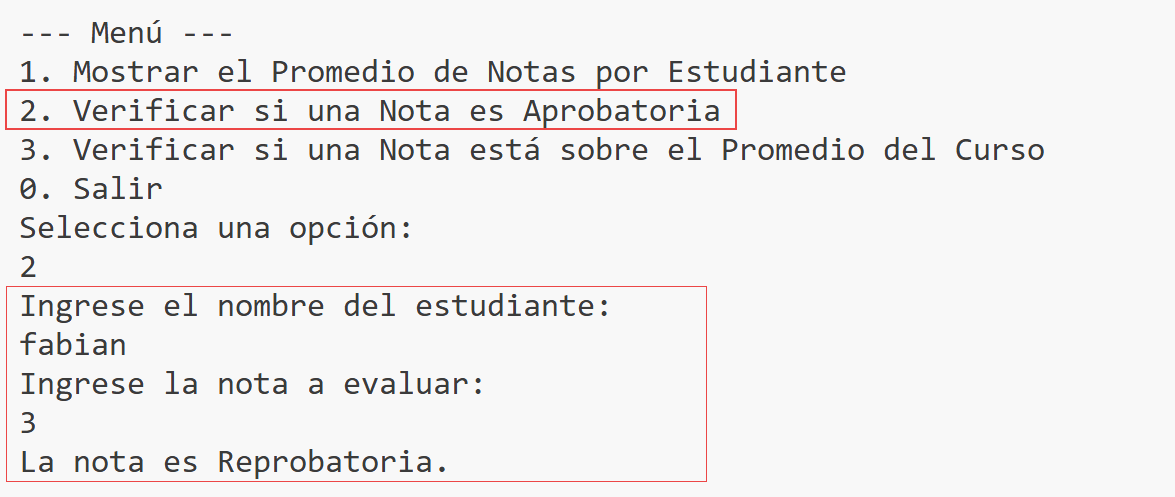 --- Menú ---
1. Mostrar el Promedio de Notas por Estudiante
2. Verificar si una Nota es Aprobatoria
3. Verificar si una Nota está sobre el Promedio del Curso
0. Salir
Selecciona una opción:
2
Ingrese el nombre del estudiante:
fabian
Ingrese la nota a evaluar:
3
La nota es Reprobatoria.